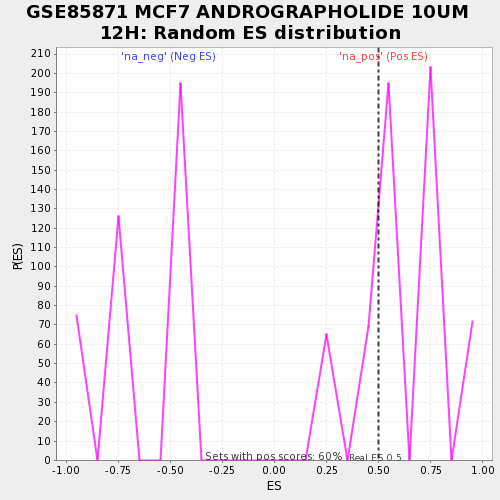 GSE85871 MCF7 ANDROGRAPHOLIDE 10UM
12H: Random ES distribution
'na_neg' (Neg ES)
'na_pos' (Pos ES)
210
200
190
180
170
160
150
140
130
120
110
100
90
80
70
60
50
40
30
20
10
0
P(ES)
Sets with pos scores: 60%
Real ES 0.5
-1.00 -0.75 -0.50 -0.25 0.00 0.25 0.50 0.75 1.00
ES